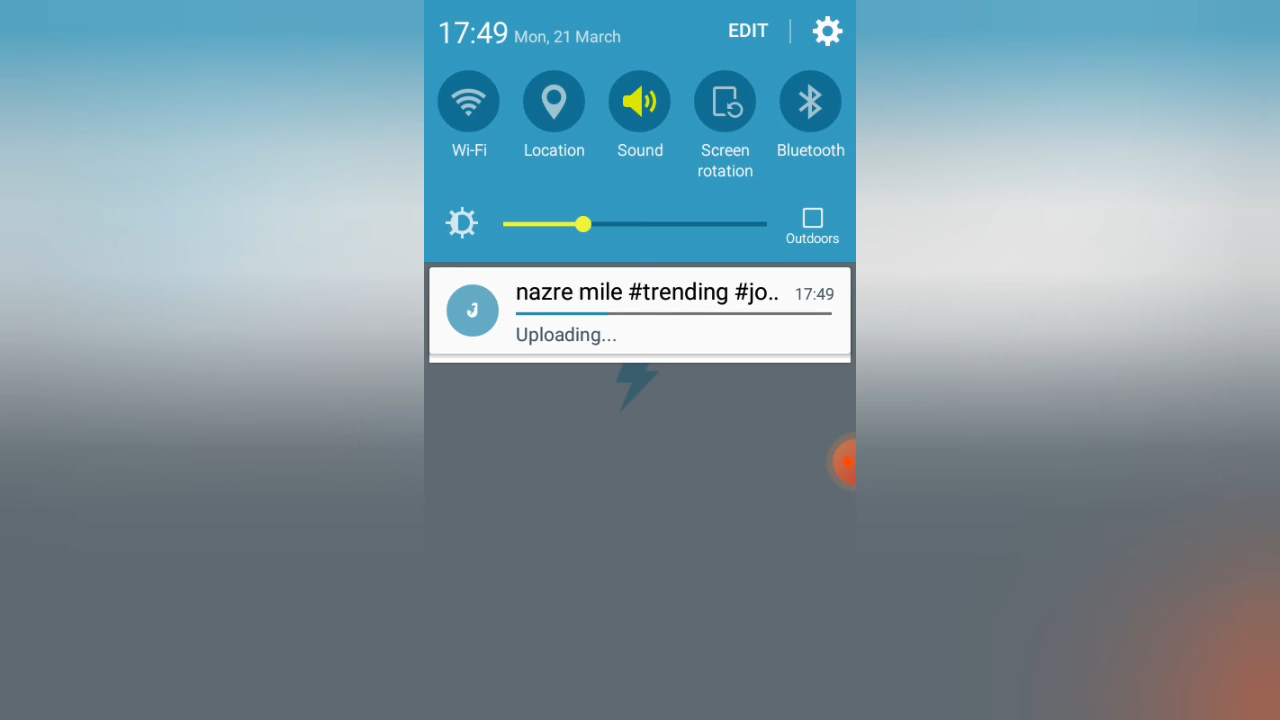 17:49 Mon, 21 March EDIT
Wi-Fi Location Sound Screen rotation Bluetooth
Outdoors
nazre mile #trending #jo.. 17:49
Uploading...